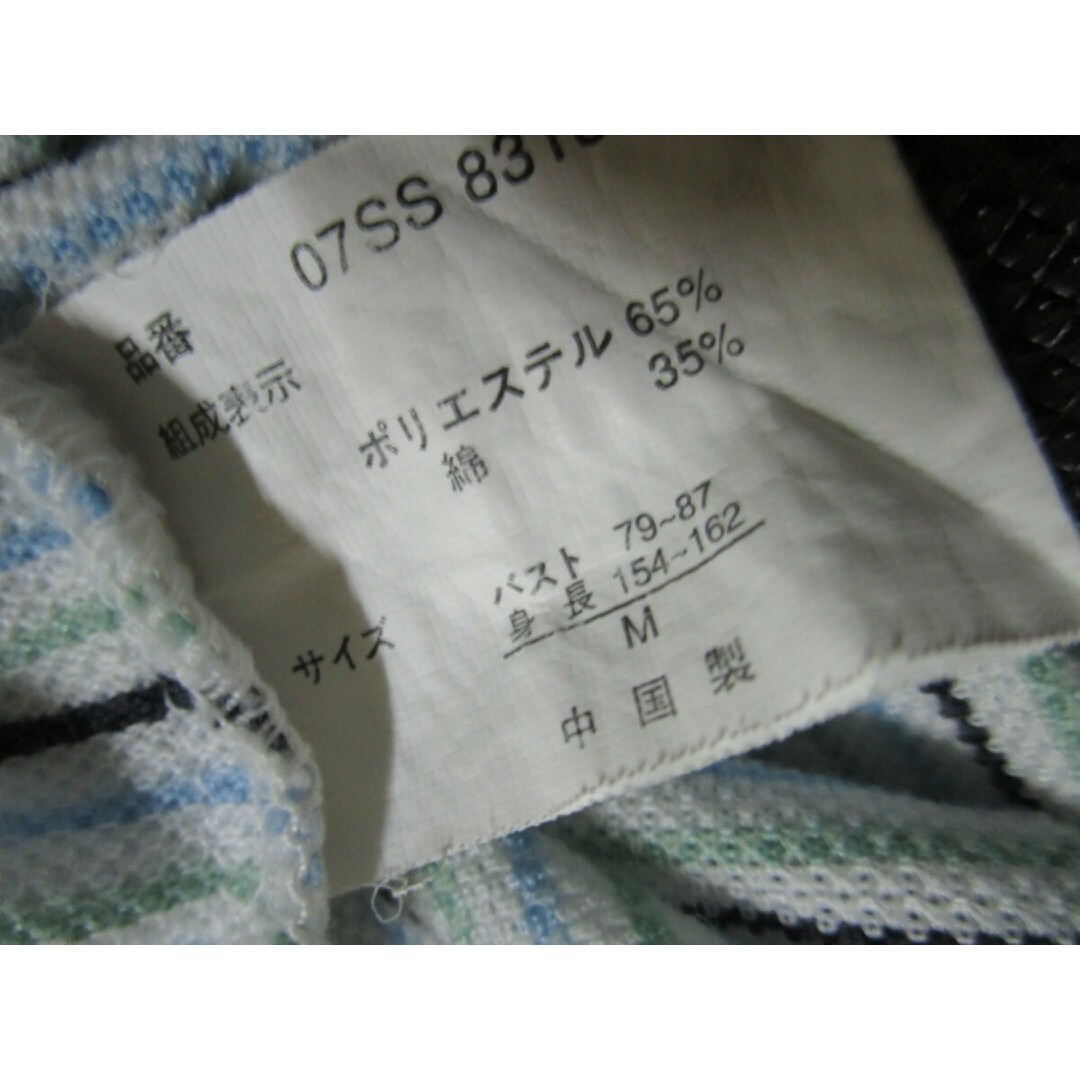 品番 07SS 831
組成表示
ポリエステル 65%
綿 35%
サイズ
バスト 79~87
身長 154~162
M
中国製